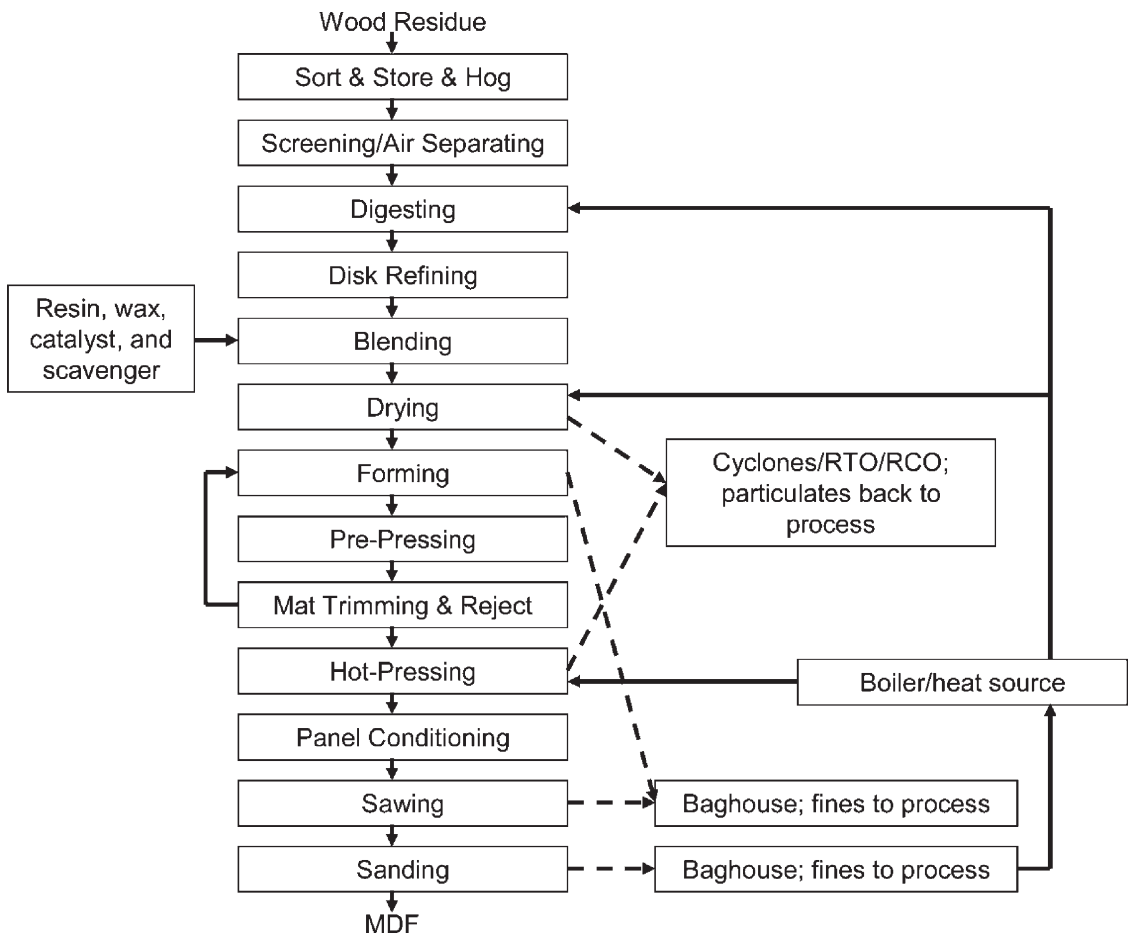 Wood Residue
Sort & Store & Hog
Screening/Air Separating
Digesting
Disk Refining
Resin, wax,
catalyst, and
scavenger
Blending
Drying
Forming
Cyclones/RTO/RCO;
particulates back to
process
Pre-Pressing
Mat Trimming & Reject
Hot-Pressing
Boiler/heat source
Panel Conditioning
Sawing
Baghouse; fines to process
Sanding
Baghouse; fines to process
MDF